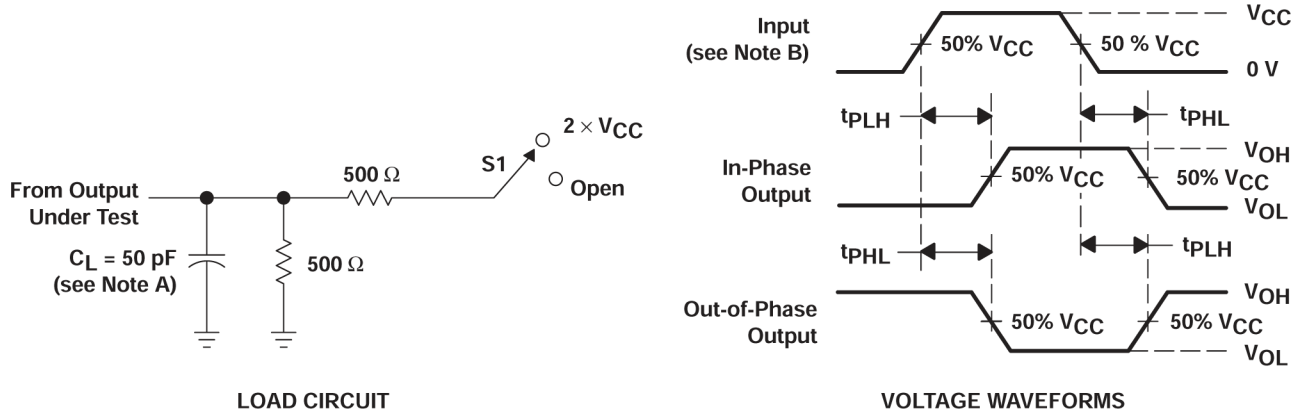 From Output
Under Test
CL = 50 pF
(see Note A)
500 Ω
500 Ω
S1
2 × VCC
Open
LOAD CIRCUIT
Input
(see Note B)
50% VCC
50 % VCC
VCC
0 V
tPLH
tPHL
In-Phase
Output
50% VCC
50% VCC
VOH
VOL
tPHL
tPLH
Out-of-Phase
Output
50% VCC
50% VCC
VOH
VOL
VOLTAGE WAVEFORMS